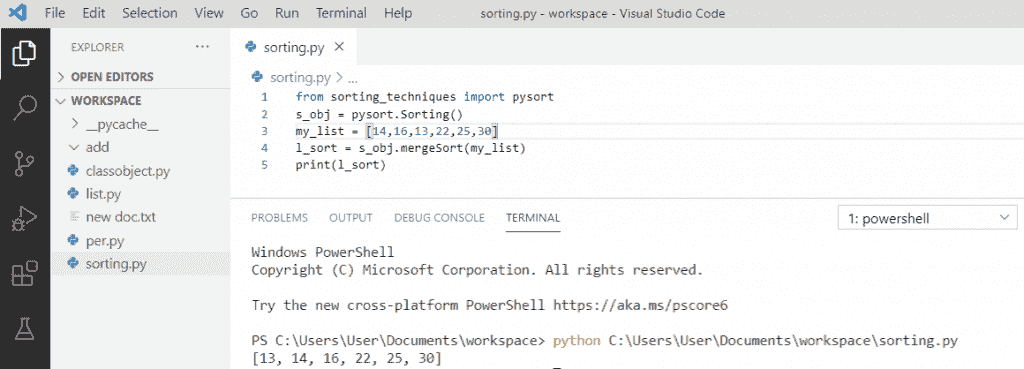 File Edit Selection View Go Run Terminal Help sorting.py - workspace - Visual Studio Code
EXPLORER ...
OPEN EDITORS
WORKSPACE
__pycache__
add
classobject.py
list.py
new doc.txt
per.py
sorting.py
sorting.py
sorting.py > ...
1 from sorting_techniques import pysort
2 s_obj = pysort.Sorting()
3 my_list = [14,16,13,22,25,30]
4 l_sort = s_obj.mergeSort(my_list)
5 print(l_sort)
PROBLEMS OUTPUT DEBUG CONSOLE TERMINAL 1: powershell
Windows PowerShell
Copyright (C) Microsoft Corporation. All rights reserved.
Try the new cross-platform PowerShell https://aka.ms/pscore6
PS C:\Users\User\Documents\workspace> python C:\Users\User\Documents\workspace\sorting.py
[13, 14, 16, 22, 25, 30]